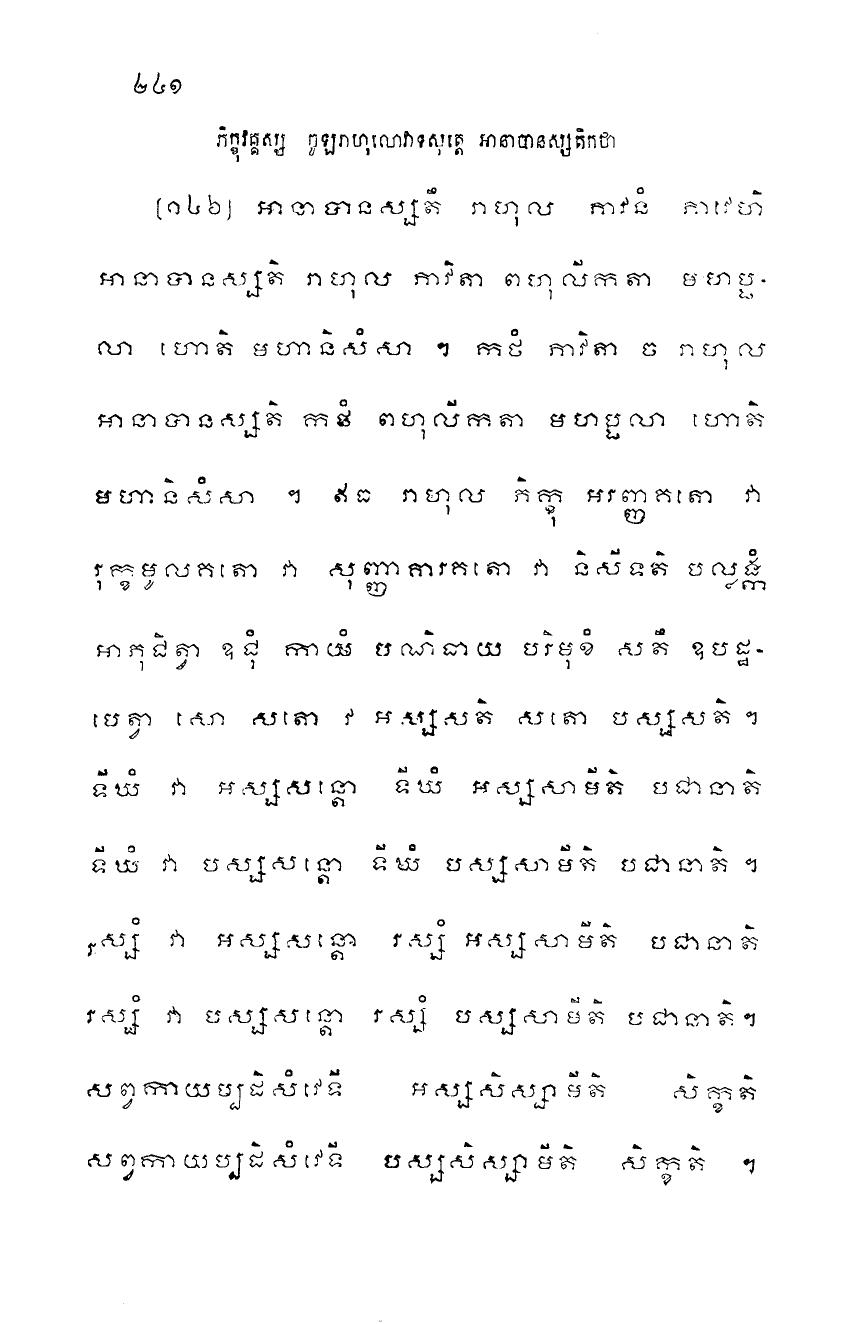 ២៤១
ភិក្ខុវគ្គស្ស ចូឡរាហុលោវាទសុត្តេ អានាបានស្សតិកថា
[១៤៦] អានាបានស្សតឹ រាហុល ភាវនំ ភាវេហិ
អានាបានស្សតិ រាហុល ភាវិតា ពហុលីកតា មហប្ផ-
លា ហោតិ មហានិសំសា ។ កថំ ភាវិតា ច រាហុល
អានាបានស្សតិ កថំ ពហុលីកតា មហប្ផលា ហោតិ
មហានិសំសា ។ ឥធ រាហុល ភិក្ខុ អរញ្ញគតោ វា
រុក្ខមូលគតោ វា សុញ្ញាគារគតោ វា និសីទតិ បល្លង្កំ
អាភុជិត្វា ឧជុំ កាយំ បណិធាយ បរិមុខំ សតឹ ឧបដ្ឋ-
បេត្វា សោ សតោ វ អស្សសតិ សតោ បស្សសតិ ។
ទីឃំ វា អស្សសន្តោ ទីឃំ អស្សសាមីតិ បជានាតិ
ទីឃំ វា បស្សសន្តោ ទីឃំ បស្សសាមីតិ បជានាតិ ។
រស្សំ វា អស្សសន្តោ រស្សំ អស្សសាមីតិ បជានាតិ
រស្សំ វា បស្សសន្តោ រស្សំ បស្សសាមីតិ បជានាតិ។
សព្វកាយប្បដិសំវេទី អស្សសិស្សាមីតិ សិក្ខតិ
សព្វកាយប្បដិសំវេទី បស្សសិស្សាមីតិ សិក្ខតិ ។